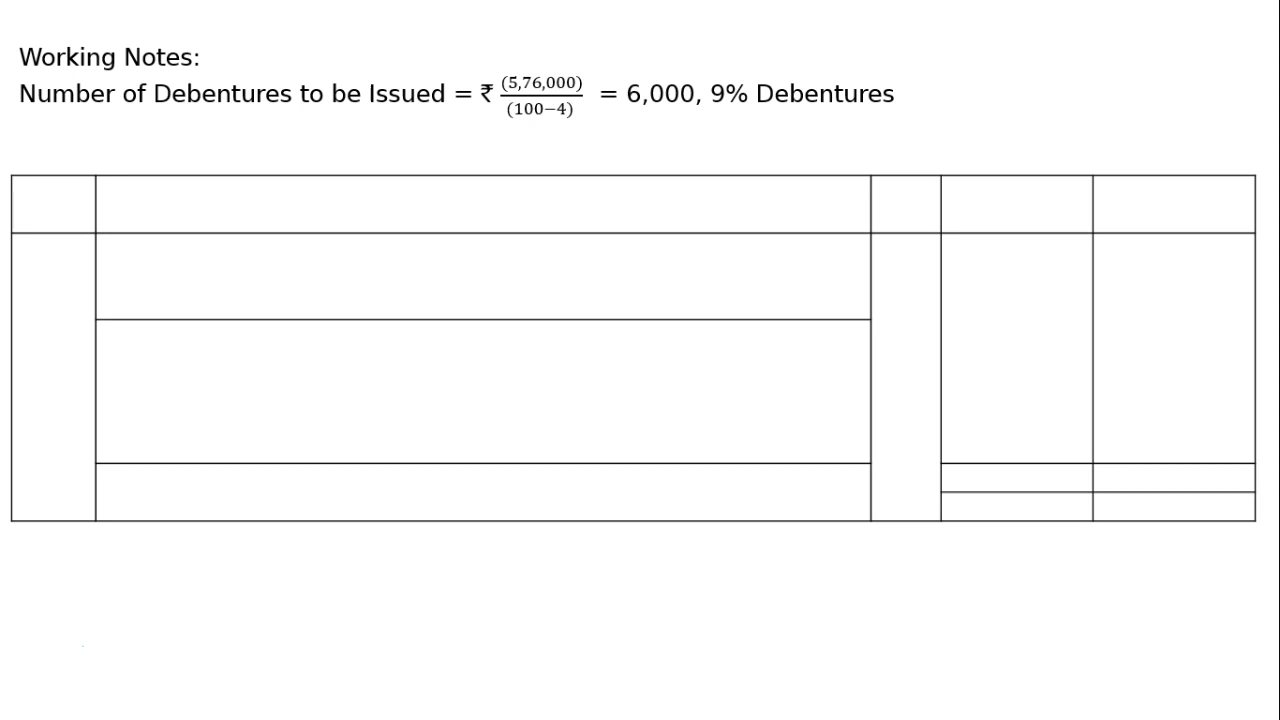 Working Notes:
Number of Debentures to be Issued = ₹ (5,76,000)/(100−4) = 6,000, 9% Debentures